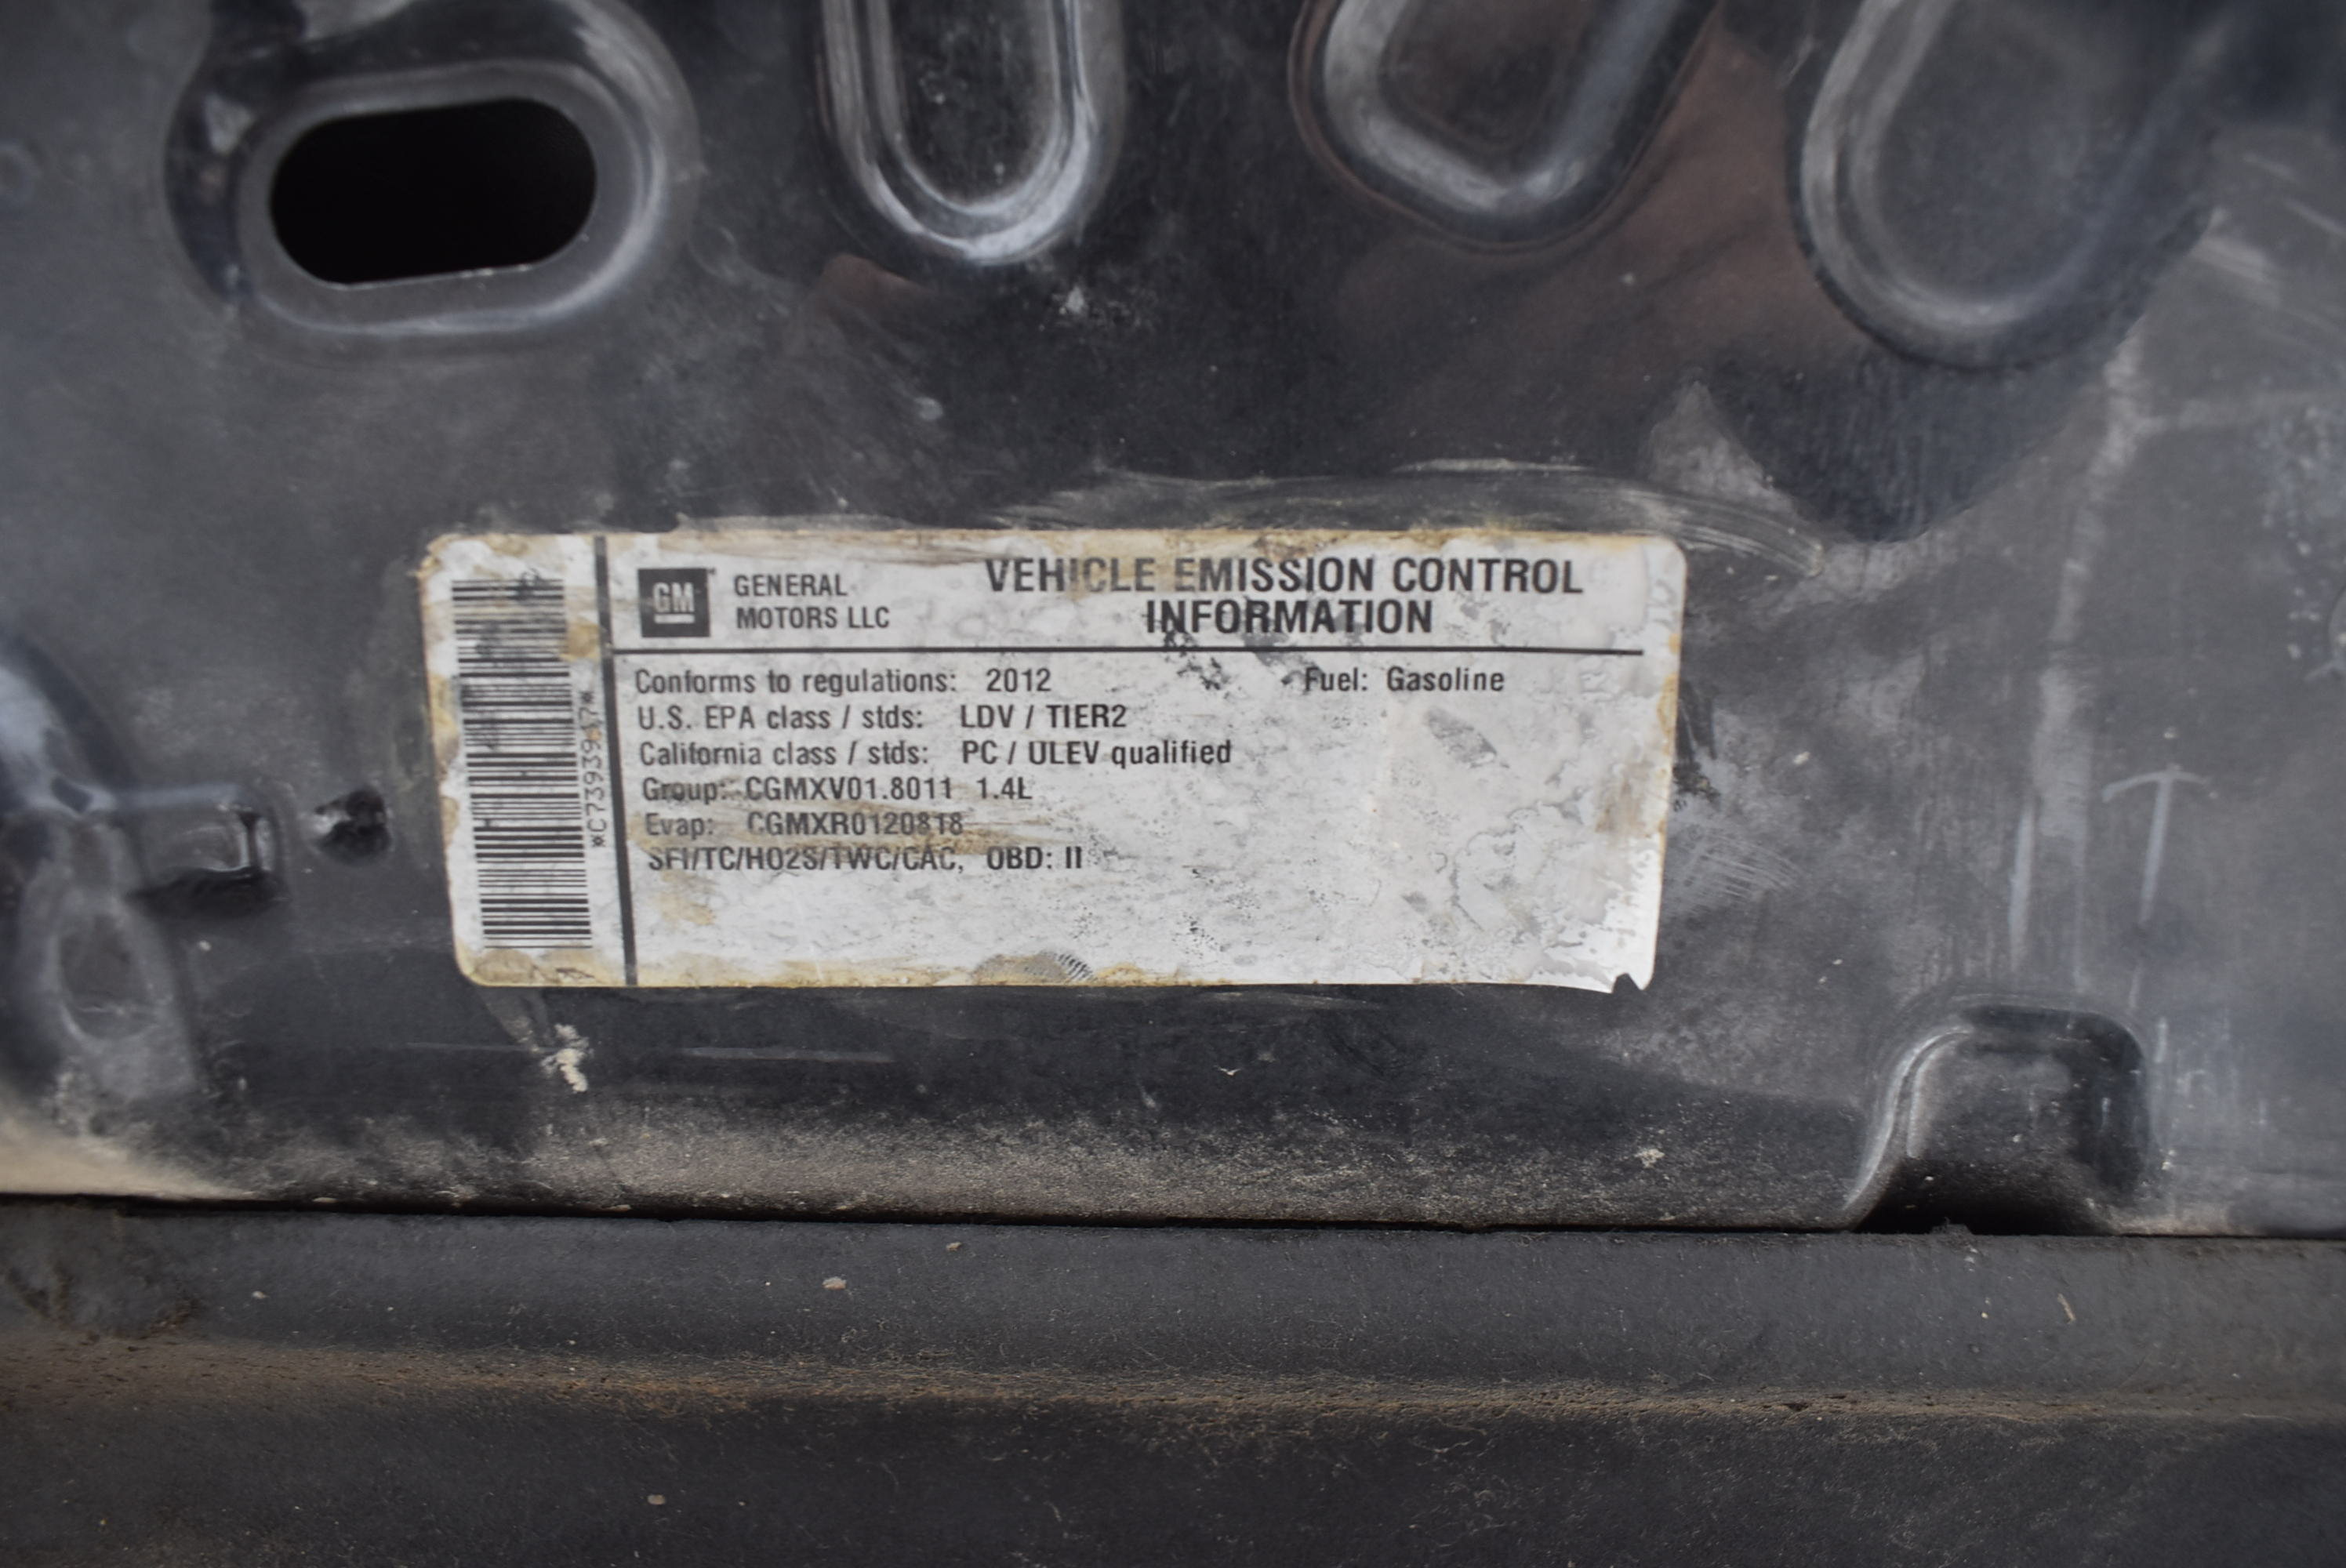 GM
GENERAL
MOTORS LLC
VEHICLE EMISSION CONTROL
INFORMATION
Conforms to regulations: 2012 Fuel: Gasoline
U.S. EPA class / stds: LDV / TIER2
California class / stds: PC / ULEV qualified
Group: CGMXV01.8011 1.4L
Evap: CGMXR0120818
SFI/TC/HO2S/TWC/CAC, OBD: II